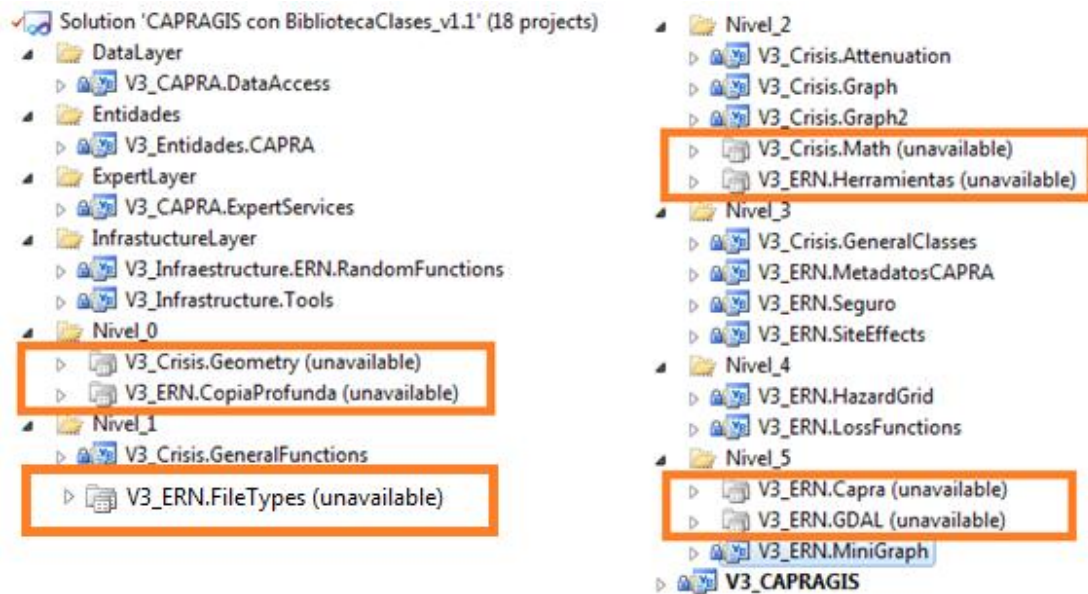 Solution 'CAPRAGIS con BibliotecaClases_v1.1' (18 projects)
DataLayer
V3_CAPRA.DataAccess
Entidades
V3_Entidades.CAPRA
ExpertLayer
V3_CAPRA.ExpertServices
InfrastuctureLayer
V3_Infraestructure.ERN.RandomFunctions
V3_Infrastructure.Tools
Nivel_0
V3_Crisis.Geometry (unavailable)
V3_ERN.CopiaProfunda (unavailable)
Nivel_1
V3_Crisis.GeneralFunctions
V3_ERN.FileTypes (unavailable)
Nivel_2
V3_Crisis.Attenuation
V3_Crisis.Graph
V3_Crisis.Graph2
V3_Crisis.Math (unavailable)
V3_ERN.Herramientas (unavailable)
Nivel_3
V3_Crisis.GeneralClasses
V3_ERN.MetadatosCAPRA
V3_ERN.Seguro
V3_ERN.SiteEffects
Nivel_4
V3_ERN.HazardGrid
V3_ERN.LossFunctions
Nivel_5
V3_ERN.Capra (unavailable)
V3_ERN.GDAL (unavailable)
V3_ERN.MiniGraph
V3_CAPRAGIS